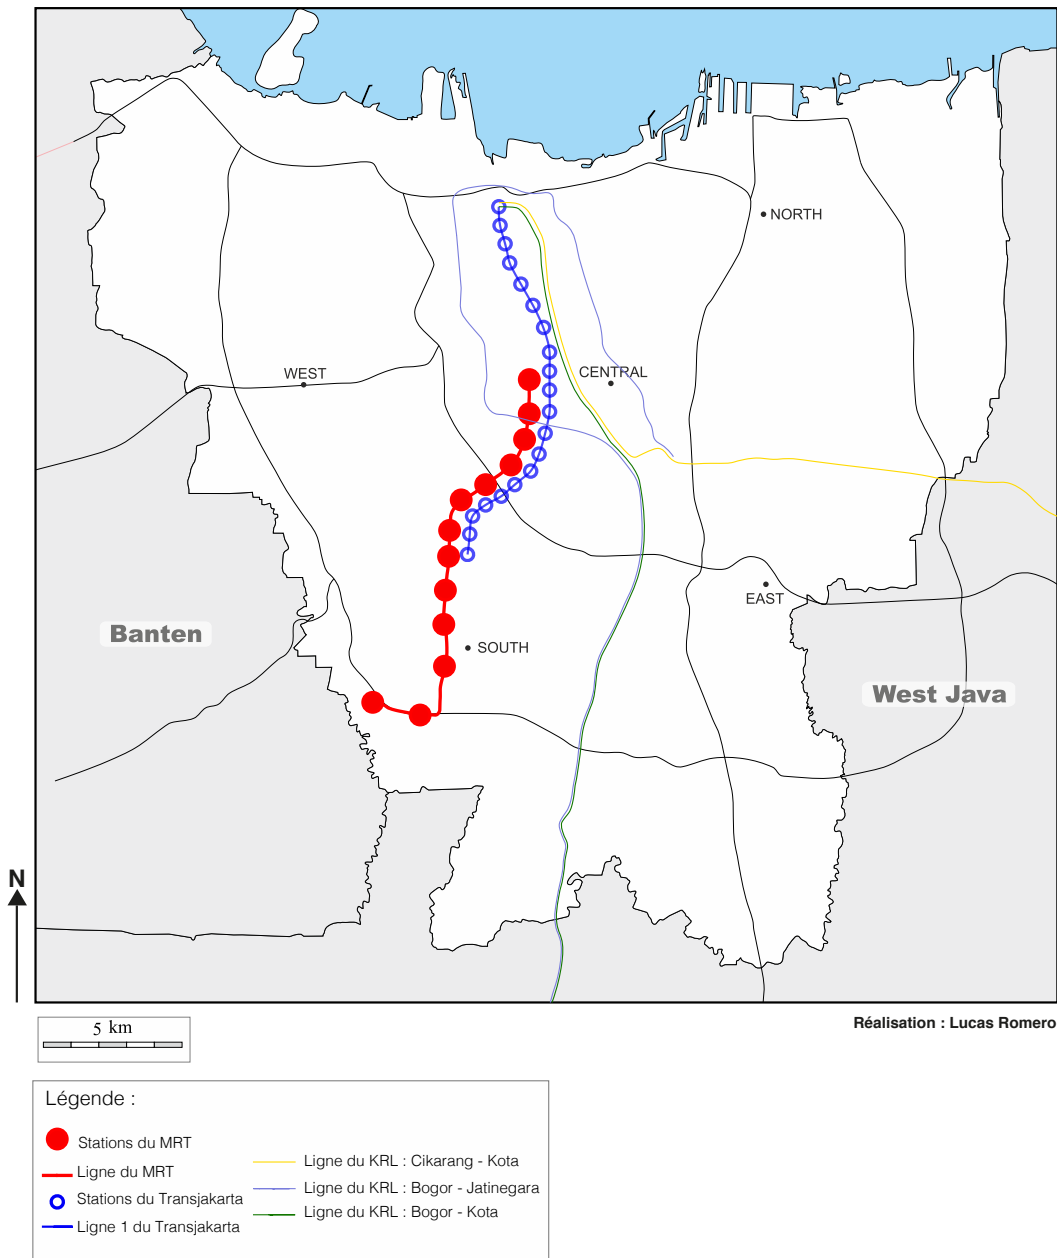 NORTH
WEST
CENTRAL
EAST
Banten
SOUTH
West Java
N
5 km
Réalisation : Lucas Romero
Légende :
Stations du MRT
Ligne du MRT
Stations du Transjakarta
Ligne 1 du Transjakarta
Ligne du KRL : Cikarang - Kota
Ligne du KRL : Bogor - Jatinegara
Ligne du KRL : Bogor - Kota